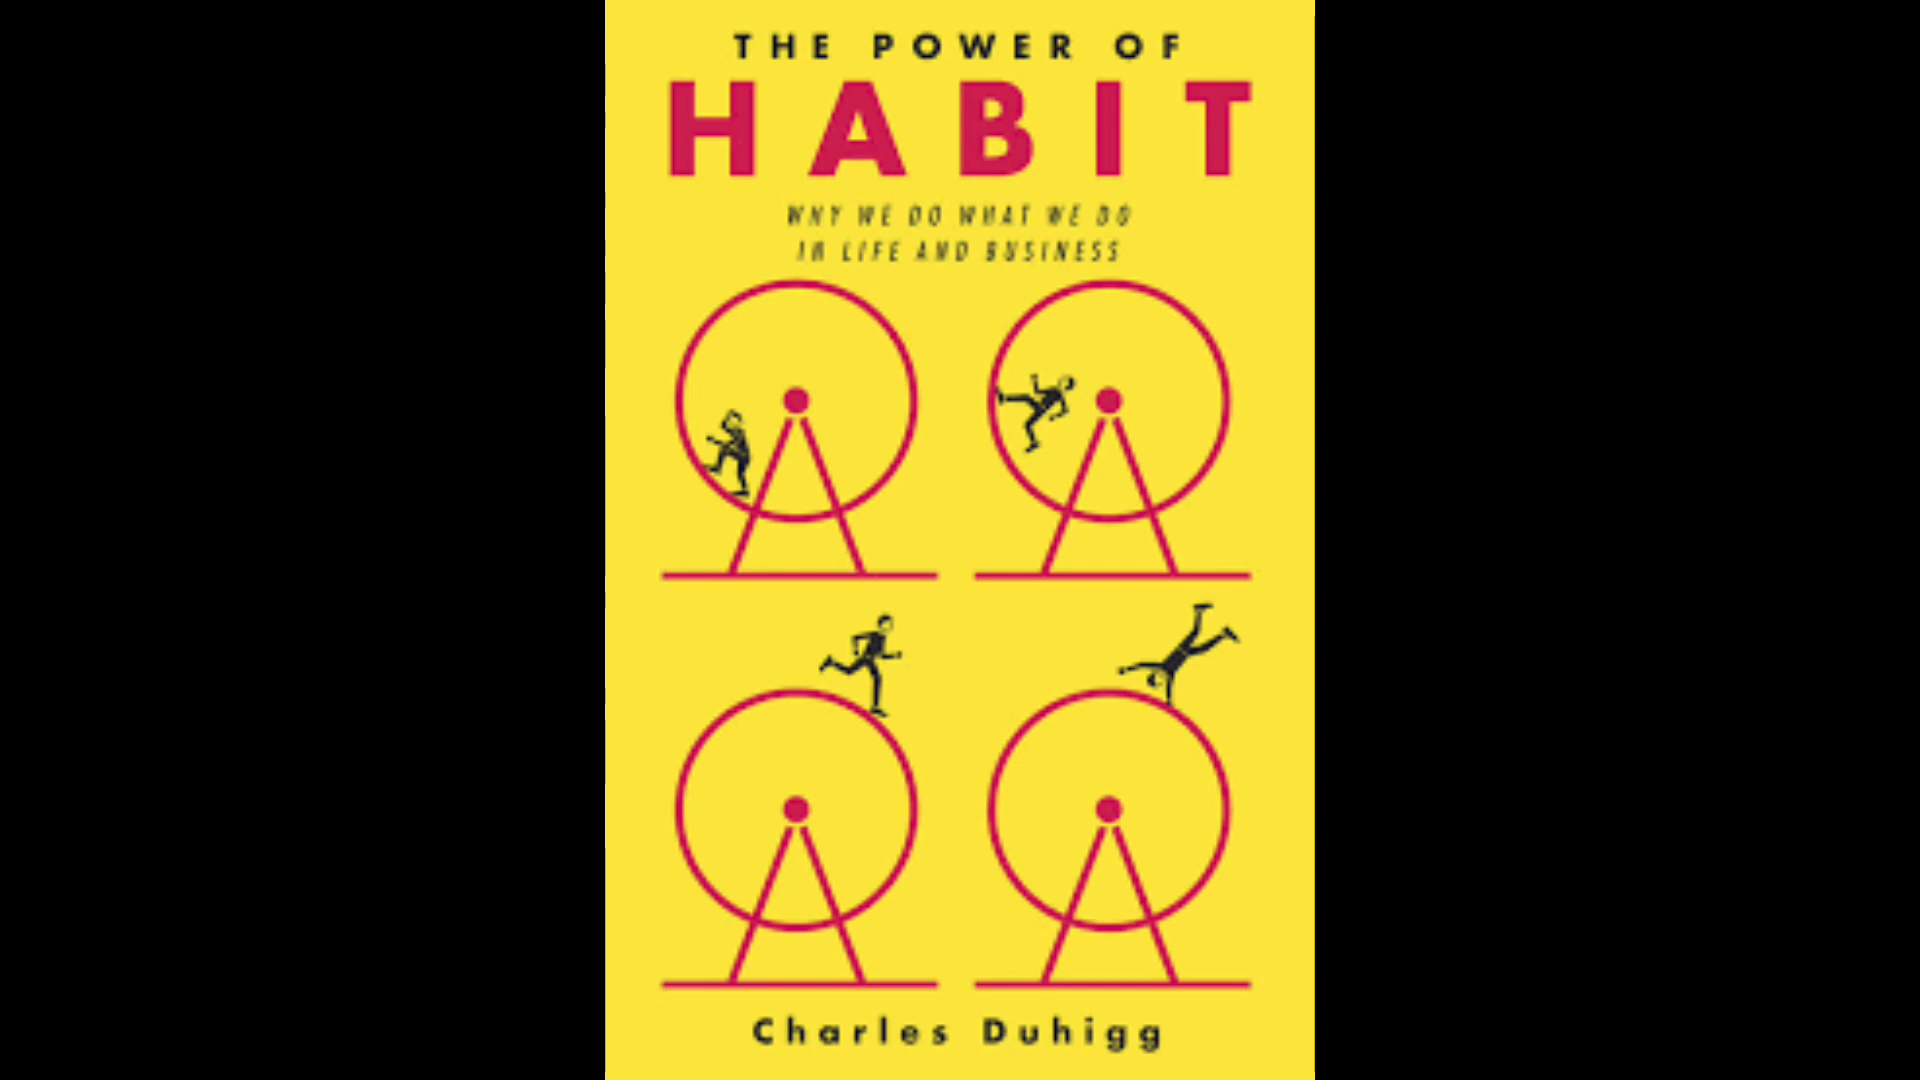 THE POWER OF
HABIT
WHY WE DO WHAT WE DO
IN LIFE AND BUSINESS
Charles Duhigg